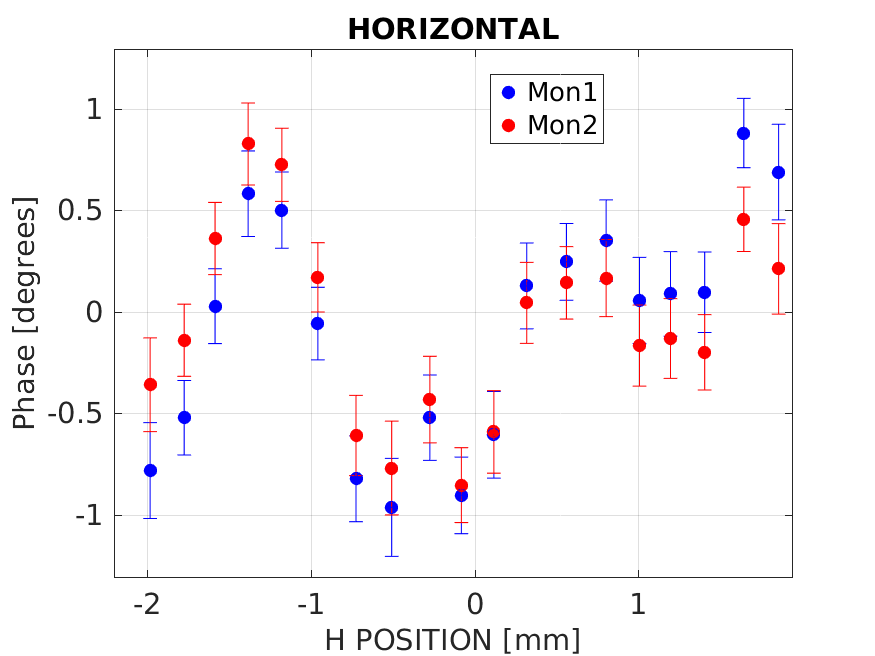 HORIZONTAL
Mon1
Mon2
1
0.5
0
-0.5
-1
Phase [degrees]
-2 -1 0 1
H POSITION [mm]